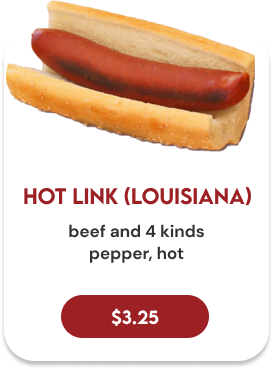 HOT LINK (LOUISIANA)
beef and 4 kinds
pepper, hot
$3.25